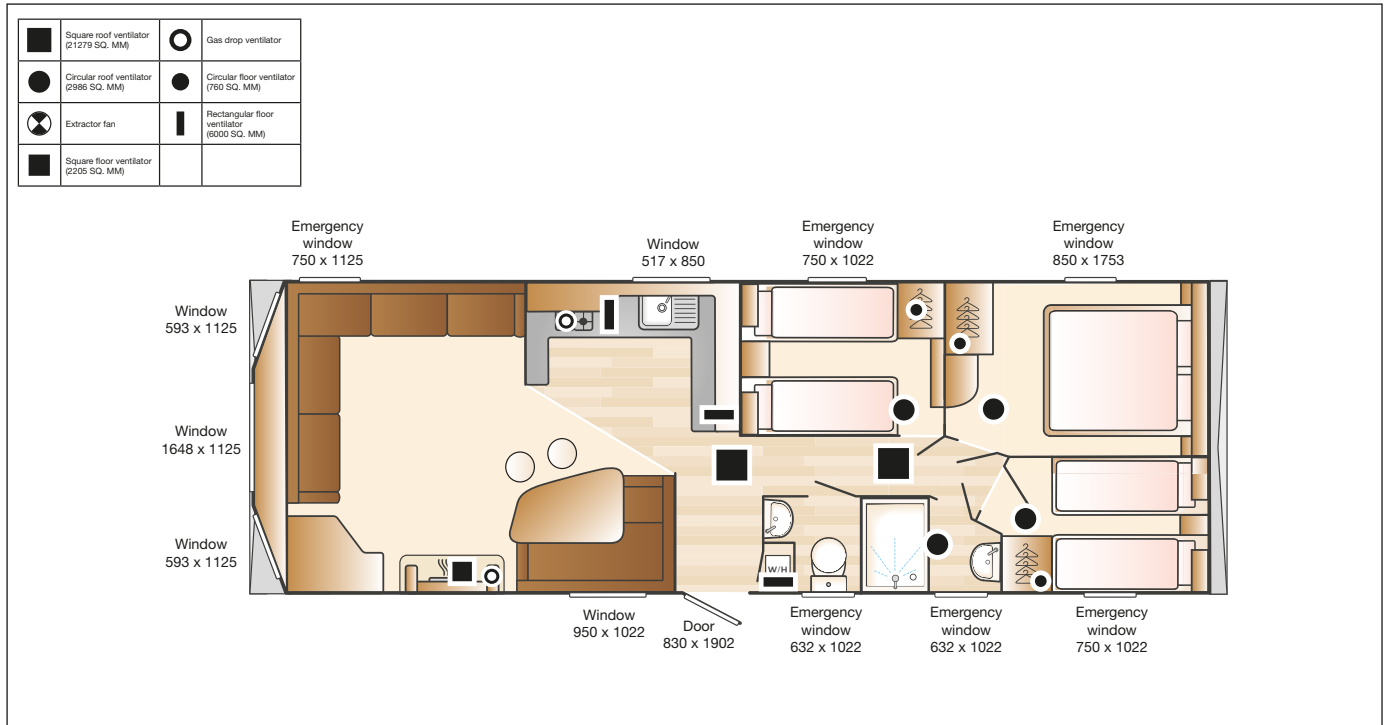 Square roof ventilator
(21279 SQ. MM)
Gas drop ventilator
Circular roof ventilator
(2986 SQ. MM)
Circular floor ventilator
(760 SQ. MM)
Extractor fan
Rectangular floor
ventilator
(6000 SQ. MM)
Square floor ventilator
(2205 SQ. MM)
Emergency
window
750 x 1125
Window
517 x 850
Emergency
window
750 x 1022
Emergency
window
850 x 1753
Window
593 x 1125
Window
1648 x 1125
Window
593 x 1125
W/H
Window
950 x 1022
Door
830 x 1902
Emergency
window
632 x 1022
Emergency
window
632 x 1022
Emergency
window
750 x 1022